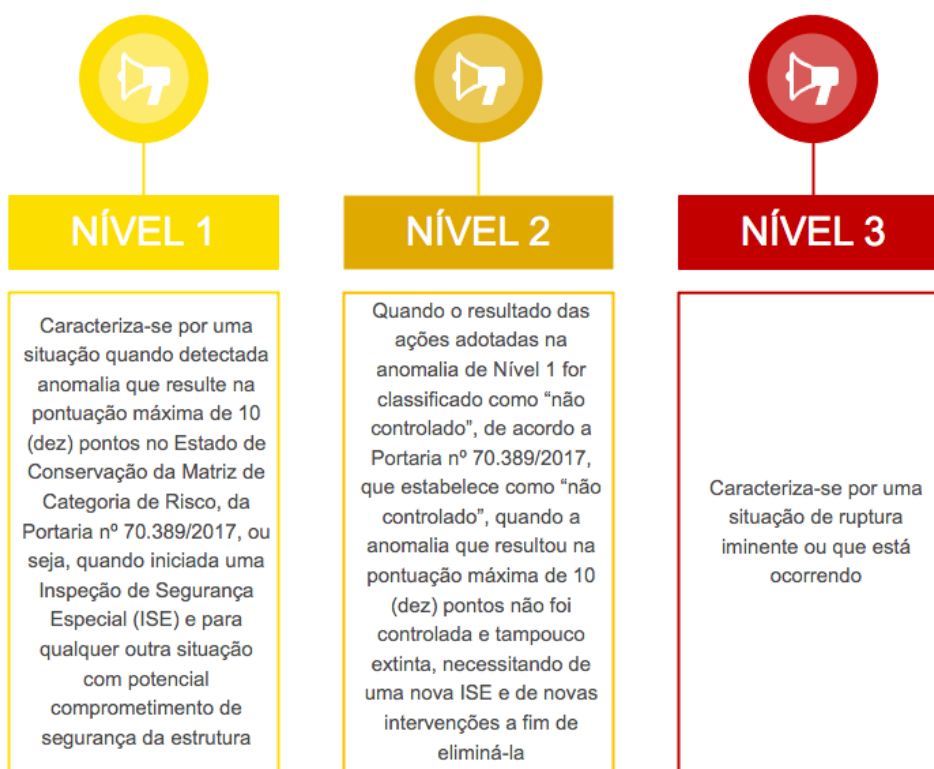 NÍVEL 1
Caracteriza-se por uma
situação quando detectada
anomalia que resulte na
pontuação máxima de 10
(dez) pontos no Estado de
Conservação da Matriz de
Categoria de Risco, da
Portaria nº 70.389/2017, ou
seja, quando iniciada uma
Inspeção de Segurança
Especial (ISE) e para
qualquer outra situação
com potencial
comprometimento de
segurança da estrutura
NÍVEL 2
Quando o resultado das
ações adotadas na
anomalia de Nível 1 for
classificado como “não
controlado”, de acordo a
Portaria nº 70.389/2017,
que estabelece como “não
controlado”, quando a
anomalia que resultou na
pontuação máxima de 10
(dez) pontos não foi
controlada e tampouco
extinta, necessitando de
uma nova ISE e de novas
intervenções a fim de
eliminá-la
NÍVEL 3
Caracteriza-se por uma
situação de ruptura
iminente ou que está
ocorrendo